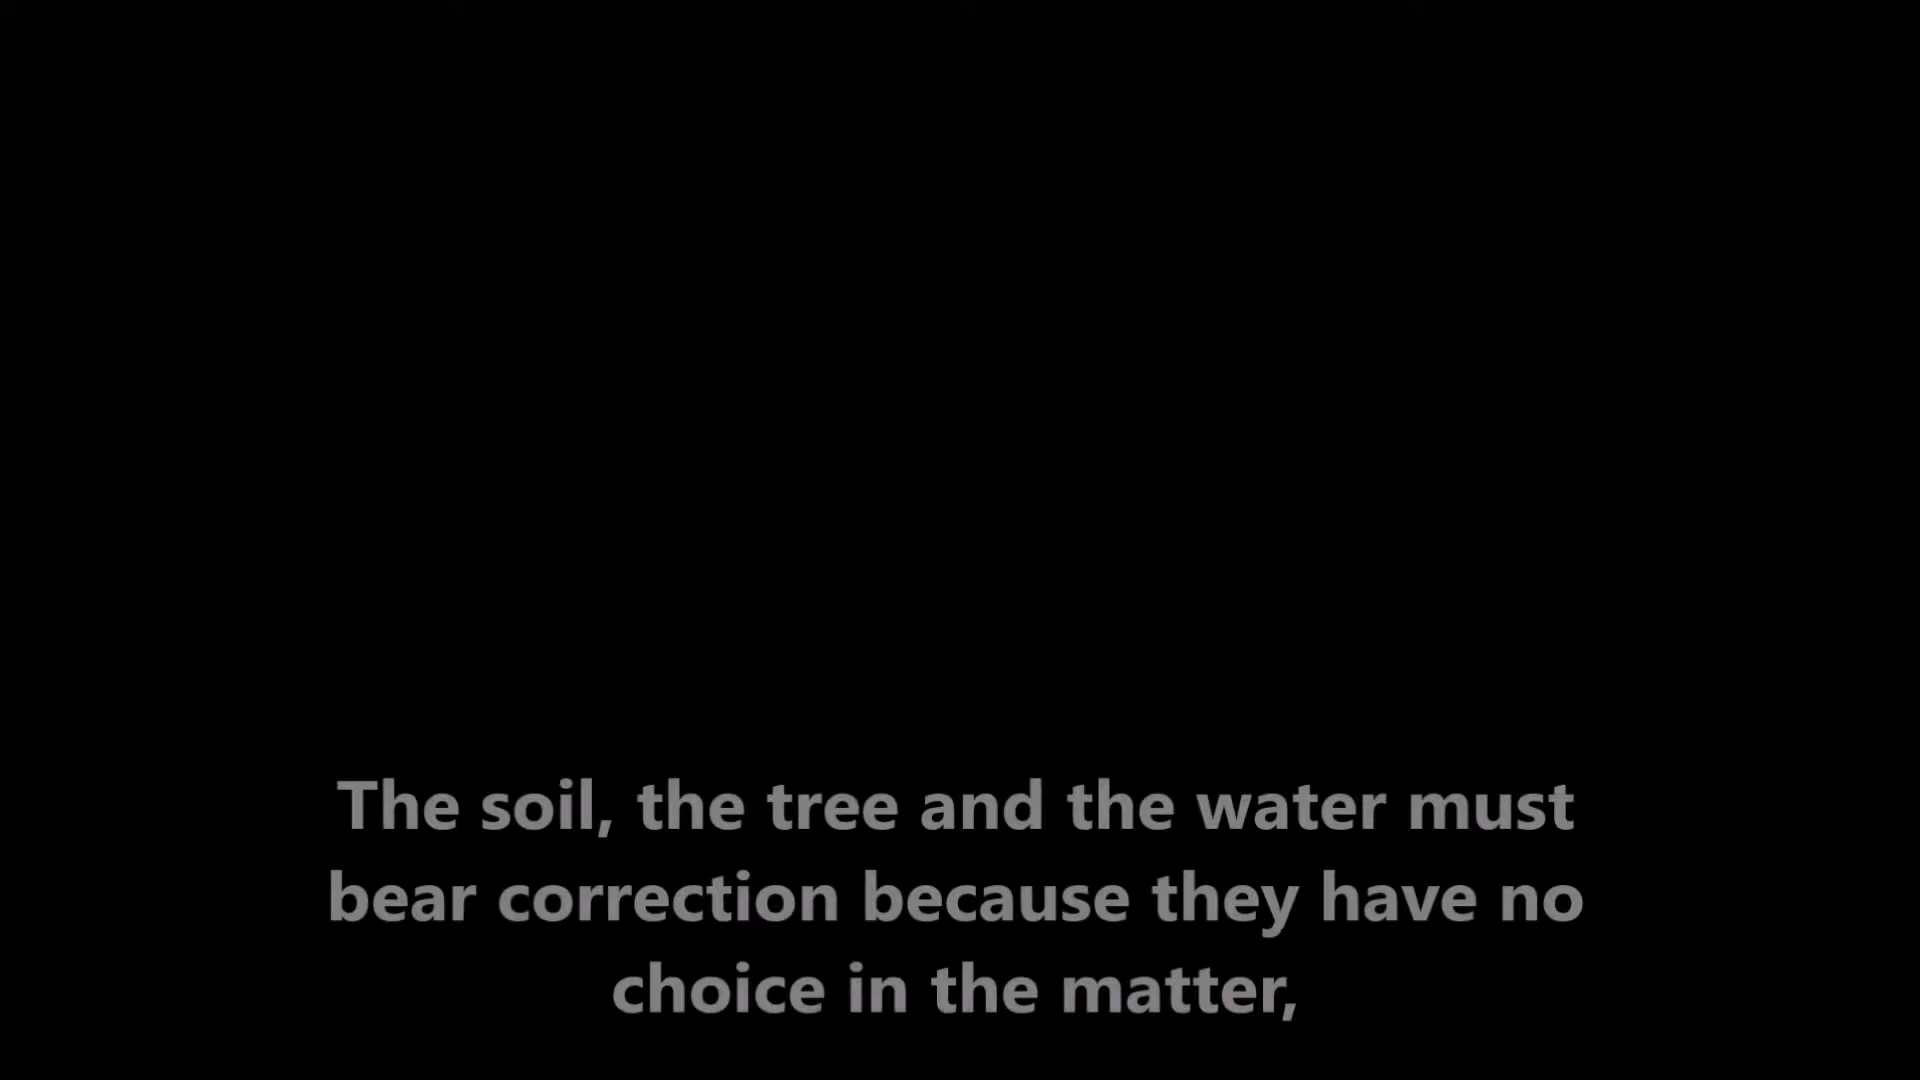 The soil, the tree and the water must
bear correction because they have no
choice in the matter,